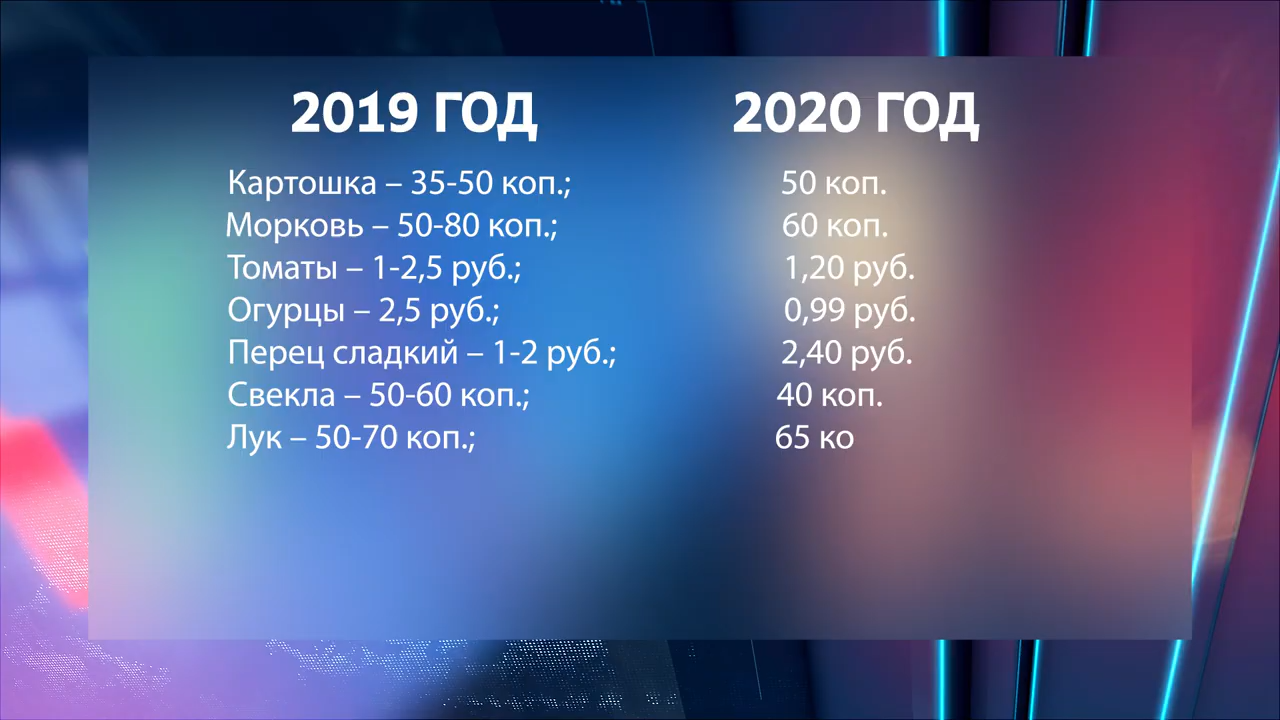 2019 ГОД 2020 ГОД
Картошка – 35-50 коп.; 50 коп.
Морковь – 50-80 коп.; 60 коп.
Томаты – 1-2,5 руб.; 1,20 руб.
Огурцы – 2,5 руб.; 0,99 руб.
Перец сладкий – 1-2 руб.; 2,40 руб.
Свекла – 50-60 коп.; 40 коп.
Лук – 50-70 коп.; 65 ко